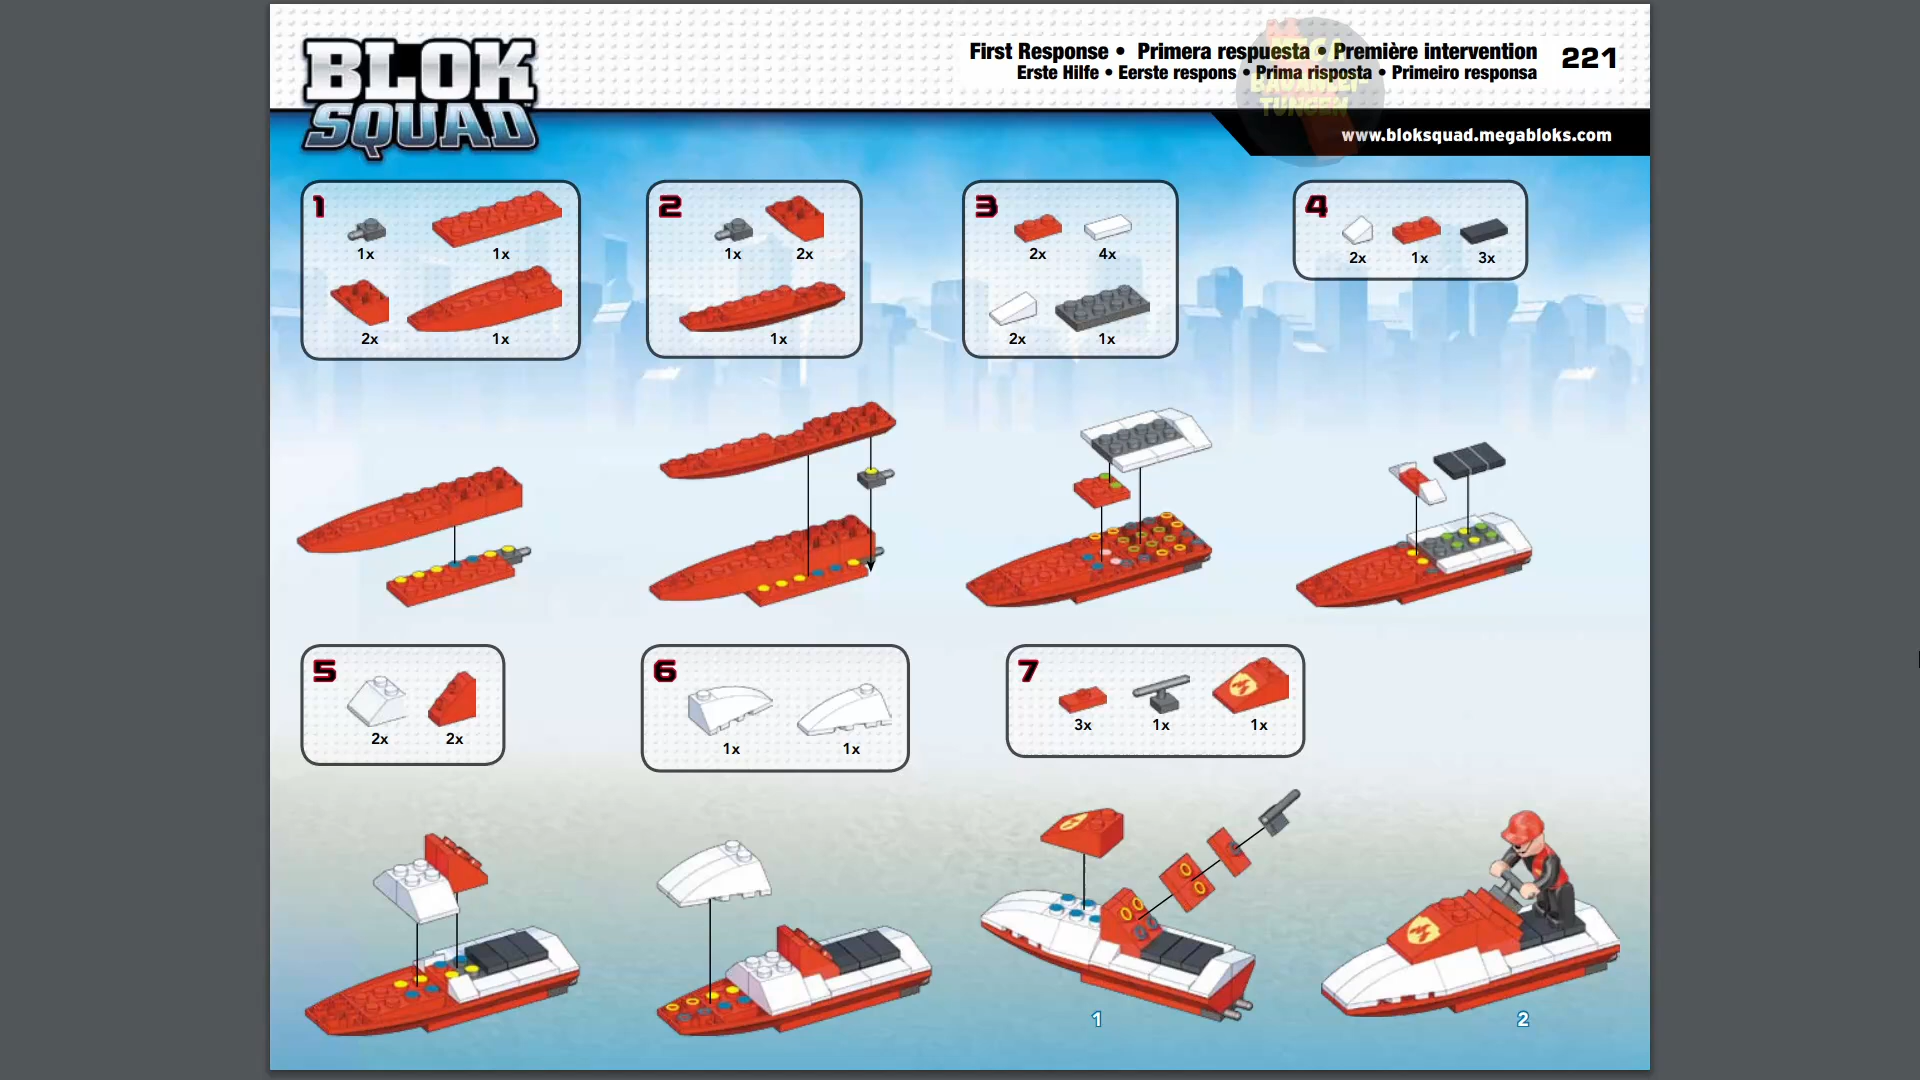 BLOK
SQUAD
First Response • Primera respuesta • Première intervention
Erste Hilfe • Eerste respons • Prima risposta • Primeiro responsa
221
www.bloksquad.megabloks.com
1
1x
1x
2x
1x
2
1x
2x
1x
3
2x
4x
2x
1x
4
2x
1x
3x
5
2x
2x
6
1x
1x
7
3x
1x
1x
1
2